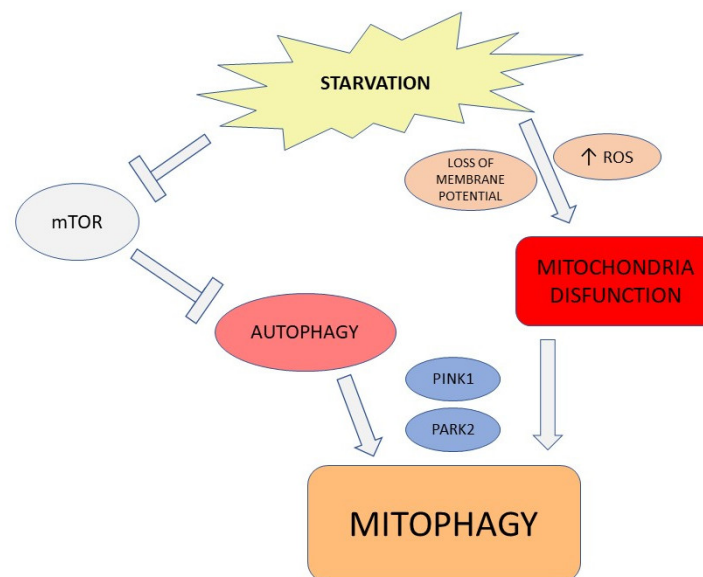 STARVATION
LOSS OF
MEMBRANE
POTENTIAL
↑ ROS
mTOR
MITOCHONDRIA
DISFUNCTION
AUTOPHAGY
PINK1
PARK2
MITOPHAGY